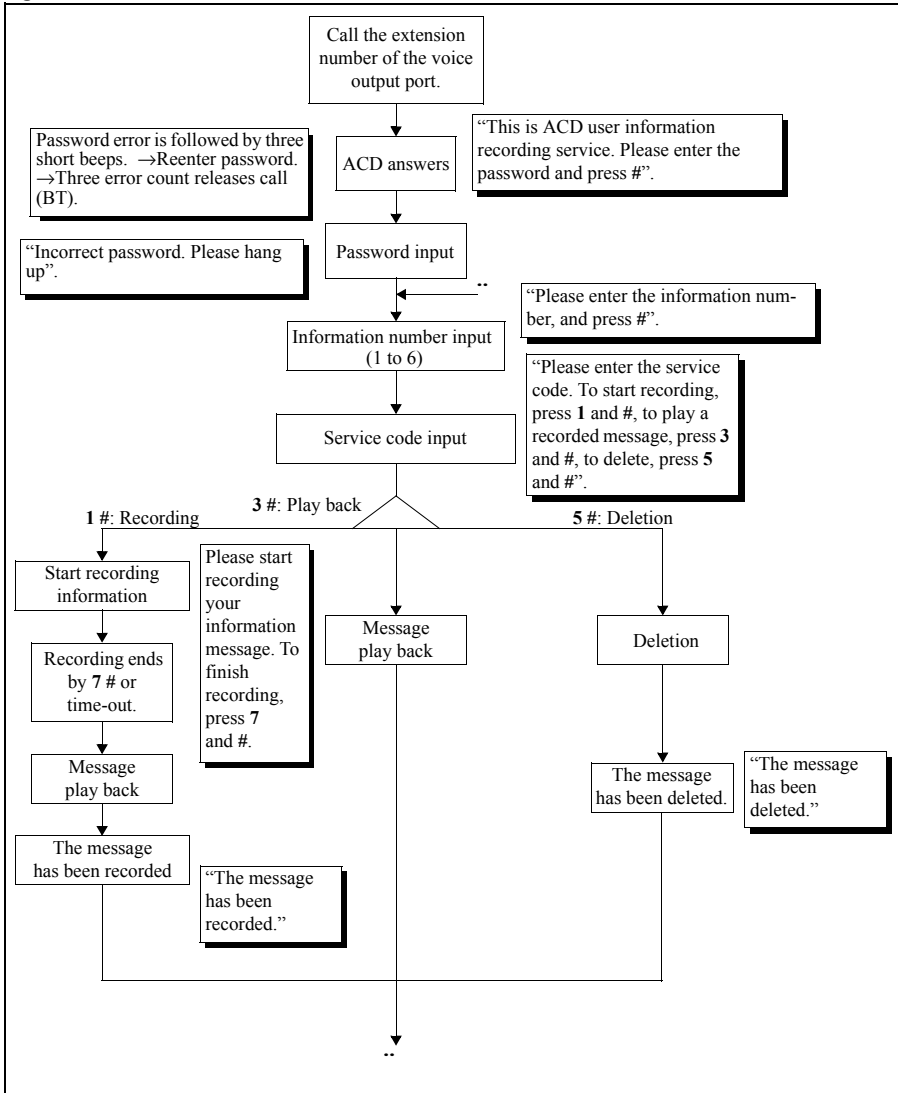 Call the extension
number of the voice
output port.
Password error is followed by three
short beeps. →Reenter password.
→Three error count releases call
(BT).
ACD answers
“This is ACD user information
recording service. Please enter the
password and press #”.
“Incorrect password. Please hang
up”.
Password input
..
“Please enter the information num-
ber, and press #”.
Information number input
(1 to 6)
“Please enter the service
code. To start recording,
press 1 and #, to play a
recorded message, press 3
and #, to delete, press 5
and #”.
Service code input
1 #: Recording
3 #: Play back
5 #: Deletion
Start recording
information
Please start
recording
your
information
message. To
finish
recording,
press 7
and #.
Message
play back
Deletion
Recording ends
by 7 # or
time-out.
Message
play back
The message
has been deleted.
“The message
has been
deleted.”
The message
has been recorded
“The message
has been
recorded.”
..